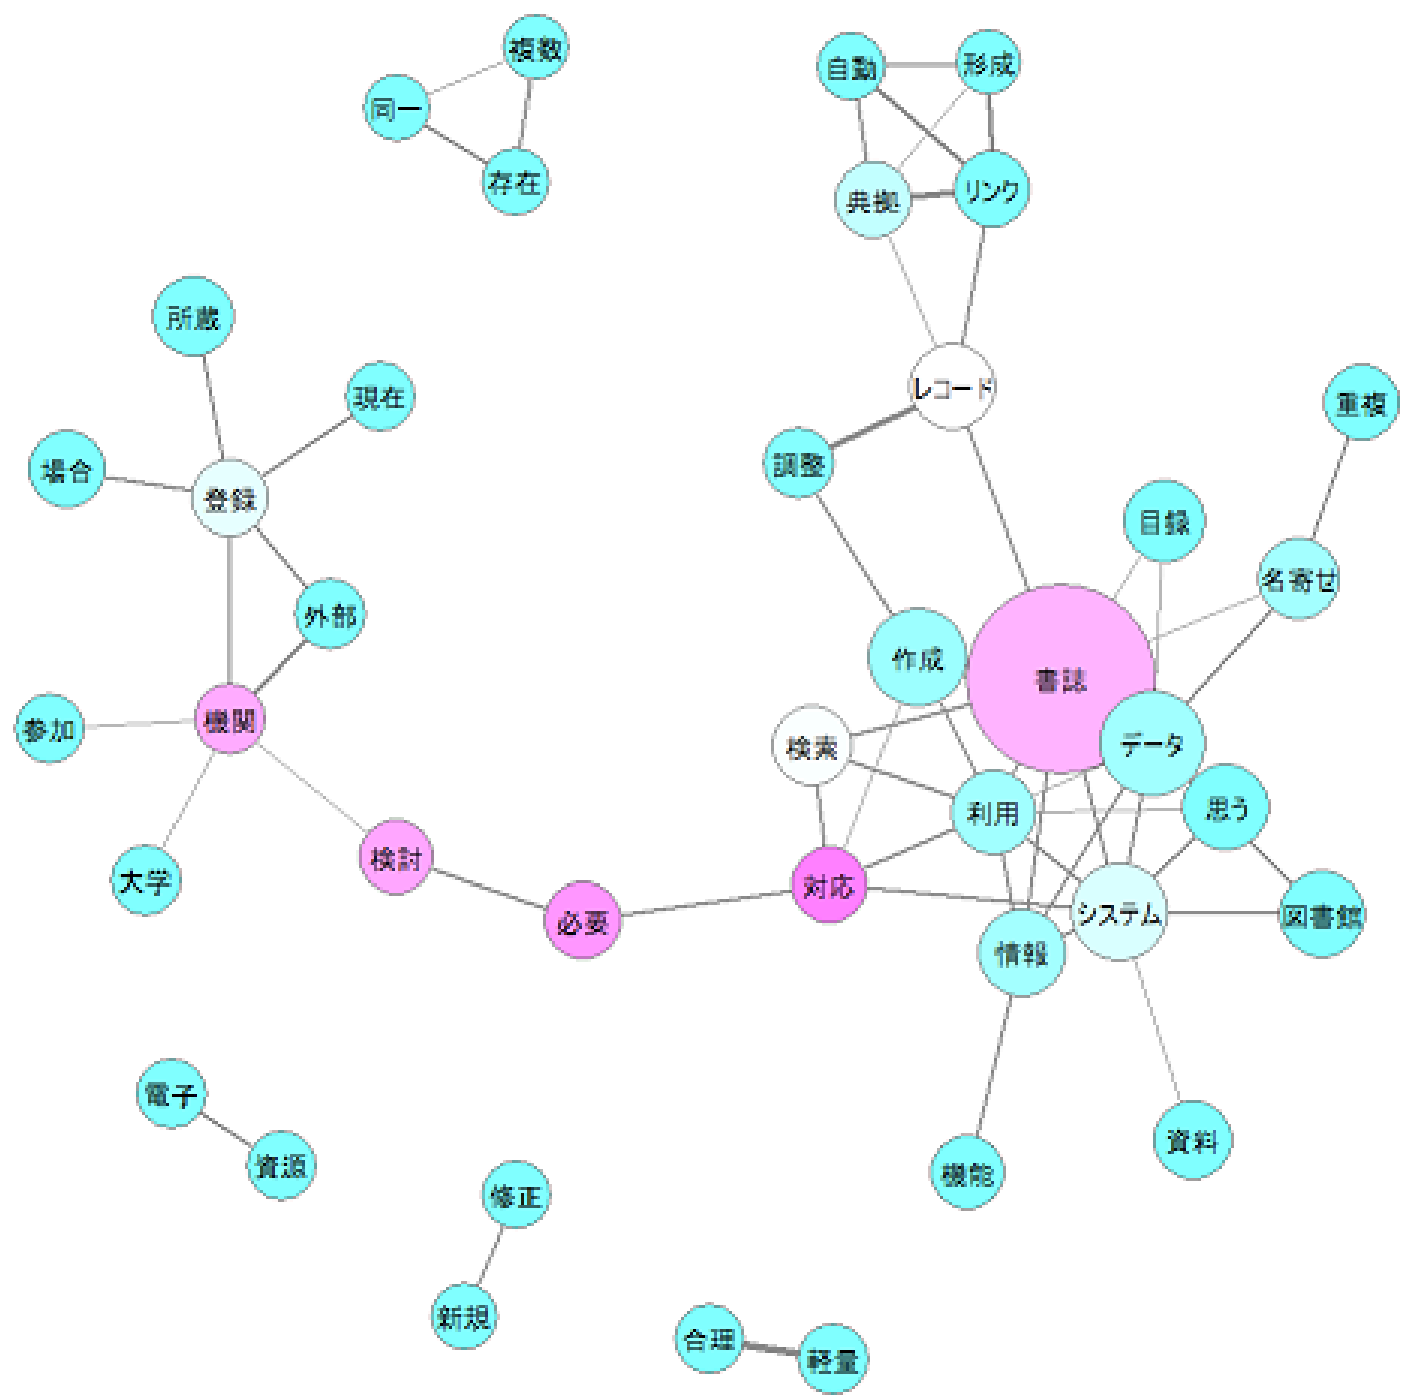 複数
自動
形成
同一
存在
典拠
リンク
所蔵
現在
レコード
重複
場合
登録
調整
目録
外部
名寄せ
作成
書誌
参加
機関
検索
データ
利用
思う
検討
大学
対応
必要
システム
図書館
情報
電子
資源
資料
機能
修正
新規
合理
軽量